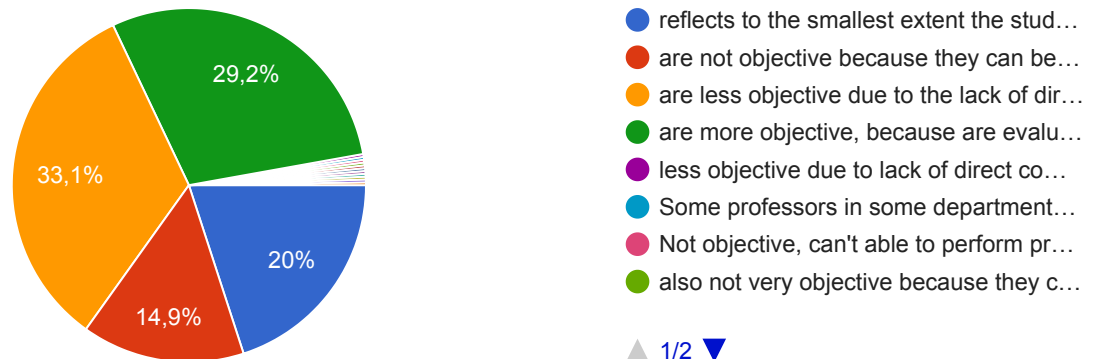 29,2%
33,1%
20%
14,9%
reflects to the smallest extent the stud…
are not objective because they can be…
are less objective due to the lack of dir…
are more objective, because are evalu…
less objective due to lack of direct co…
Some professors in some department…
Not objective, can't able to perform pr…
also not very objective because they c…
1/2